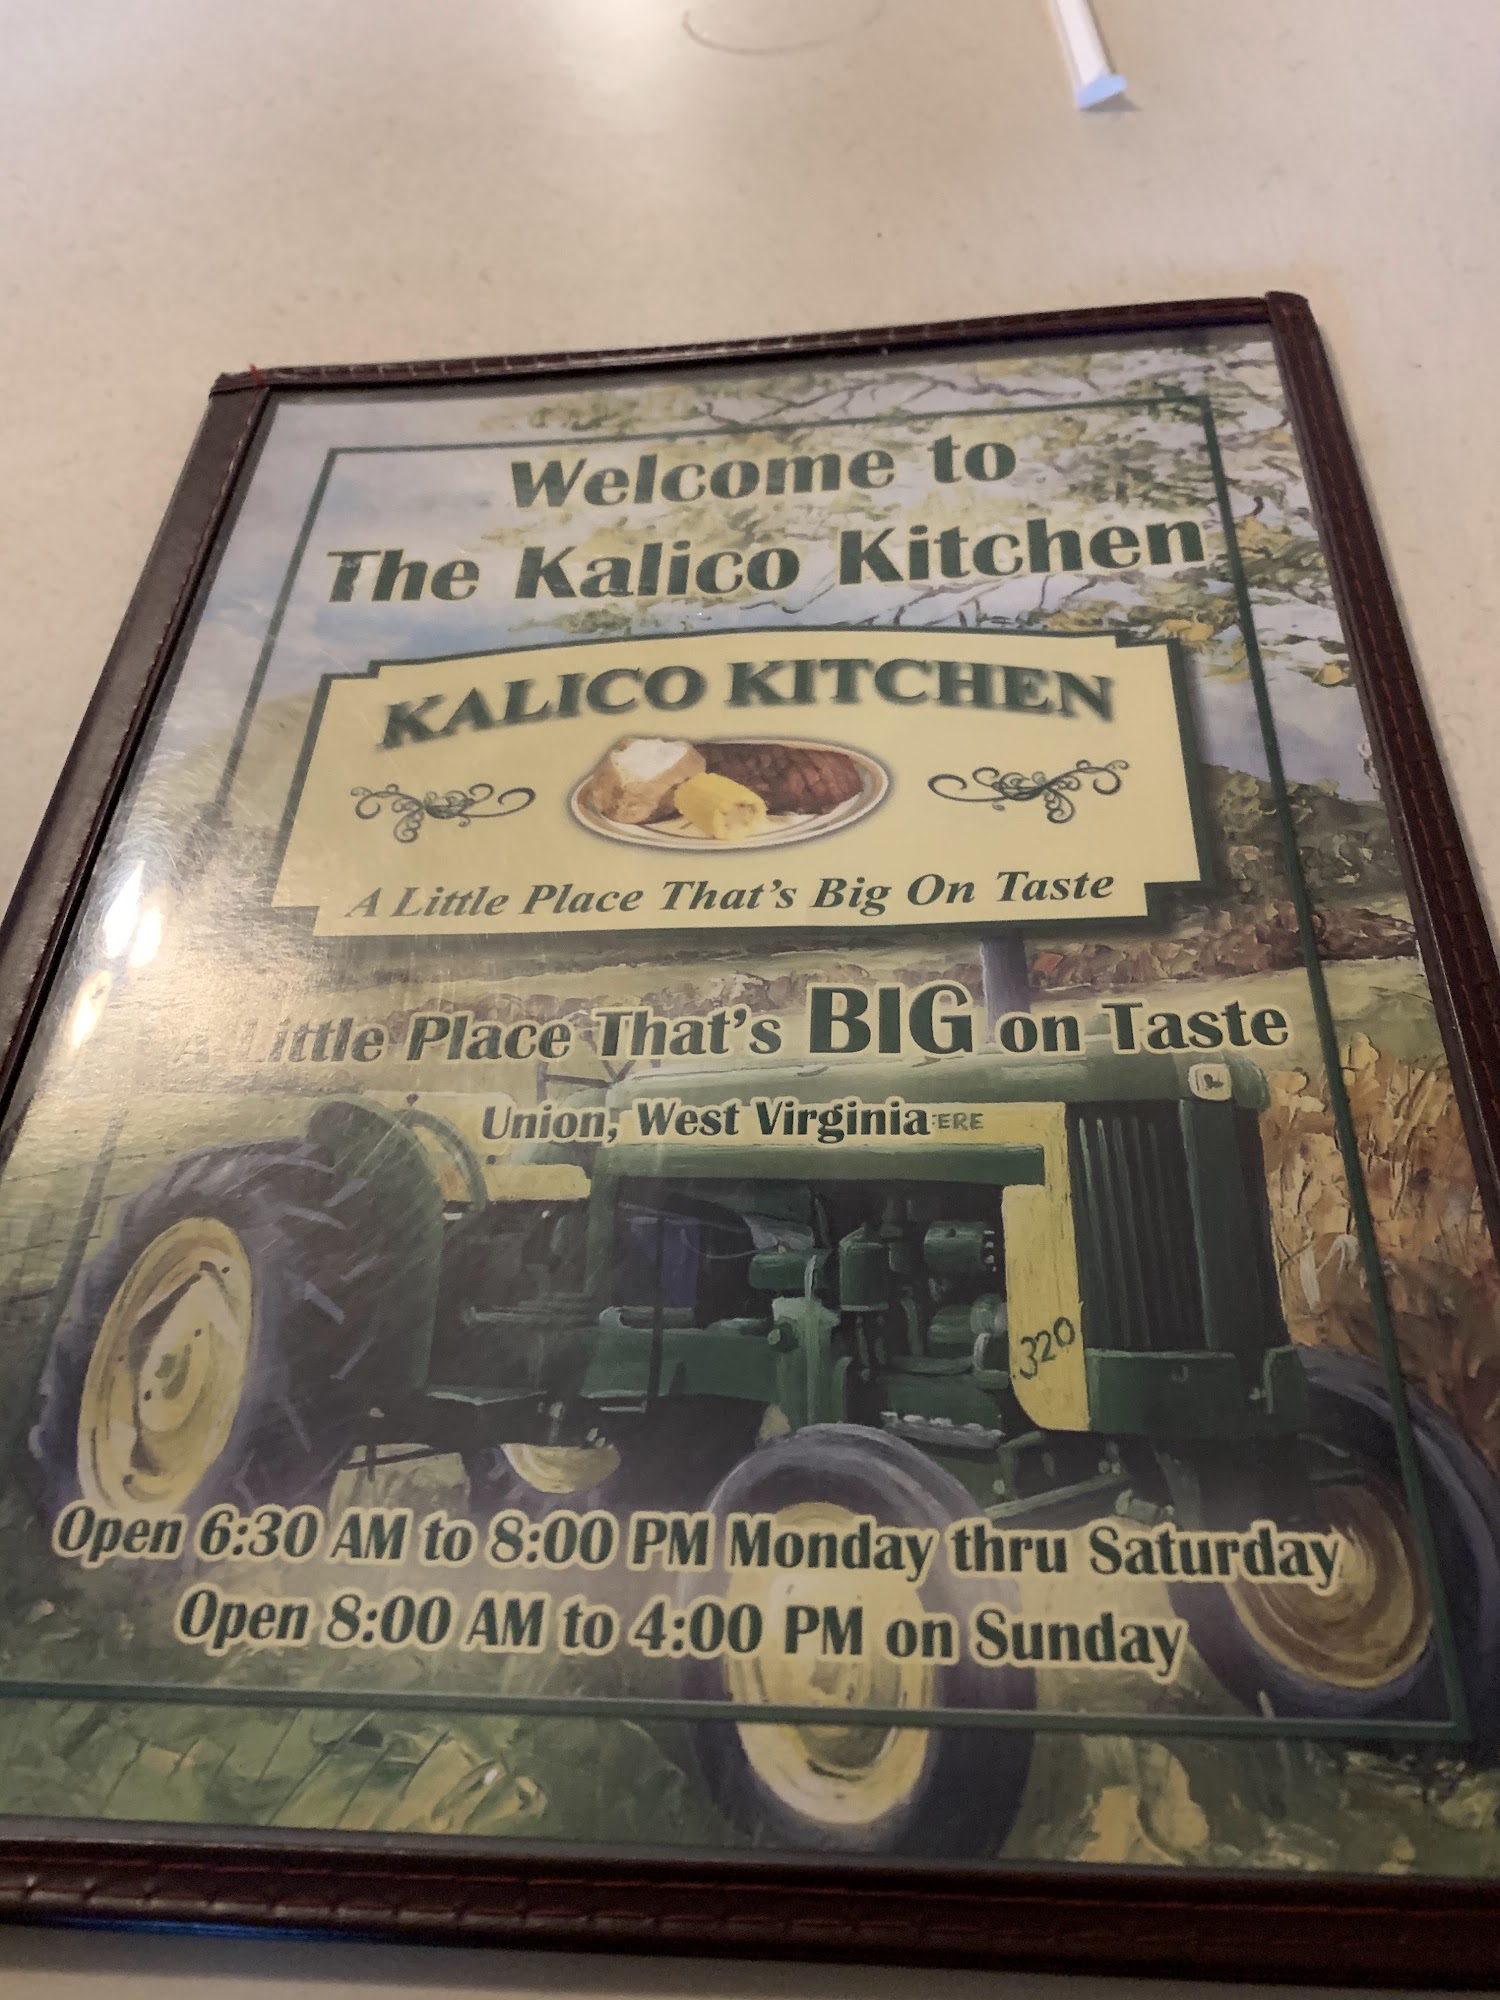 Welcome to
The Kalico Kitchen
KALICO KITCHEN
A Little Place That's Big On Taste
A Little Place That's BIG on Taste
Union, West Virginia
ERE
320
Open 6:30 AM to 8:00 PM Monday thru Saturday
Open 8:00 AM to 4:00 PM on Sunday